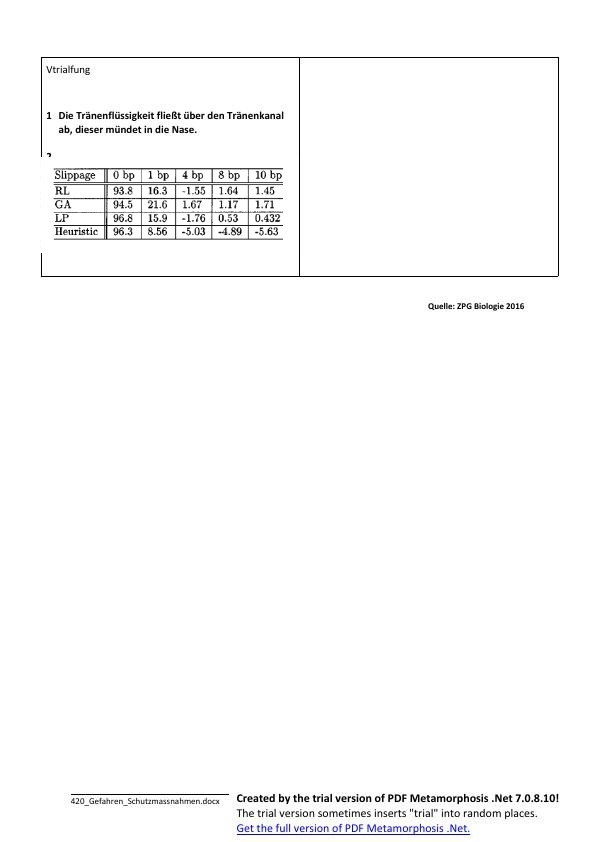 Vtrialfung
1 Die Tränenflüssigkeit fließt über den Tränenkanal
ab, dieser mündet in die Nase.
Slippage 0 bp 1 bp 4 bp 8 bp 10 bp
RL 93.8 16.3 -1.55 1.64 1.45
GA 94.5 21.6 1.67 1.17 1.71
LP 96.8 15.9 -1.76 0.53 0.432
Heuristic 96.3 8.56 -5.03 -4.89 -5.63
Quelle: ZPG Biologie 2016
420_Gefahren_Schutzmassnahmen.docx
Created by the trial version of PDF Metamorphosis .Net 7.0.8.10!
The trial version sometimes inserts "trial" into random places.
Get the full version of PDF Metamorphosis .Net.